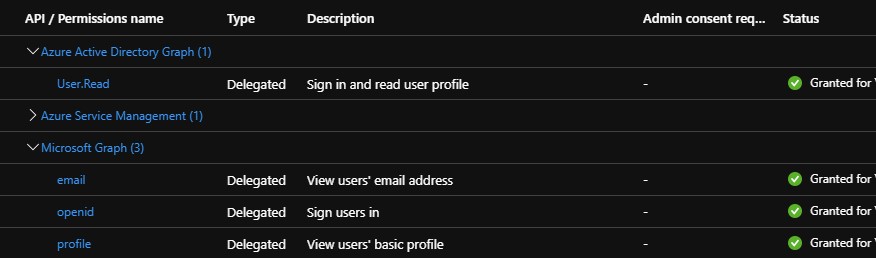 API / Permissions name Type Description Admin consent req... Status
Azure Active Directory Graph (1)
User.Read Delegated Sign in and read user profile - Granted for
Azure Service Management (1)
Microsoft Graph (3)
email Delegated View users' email address - Granted for
openid Delegated Sign users in - Granted for
profile Delegated View users' basic profile - Granted for